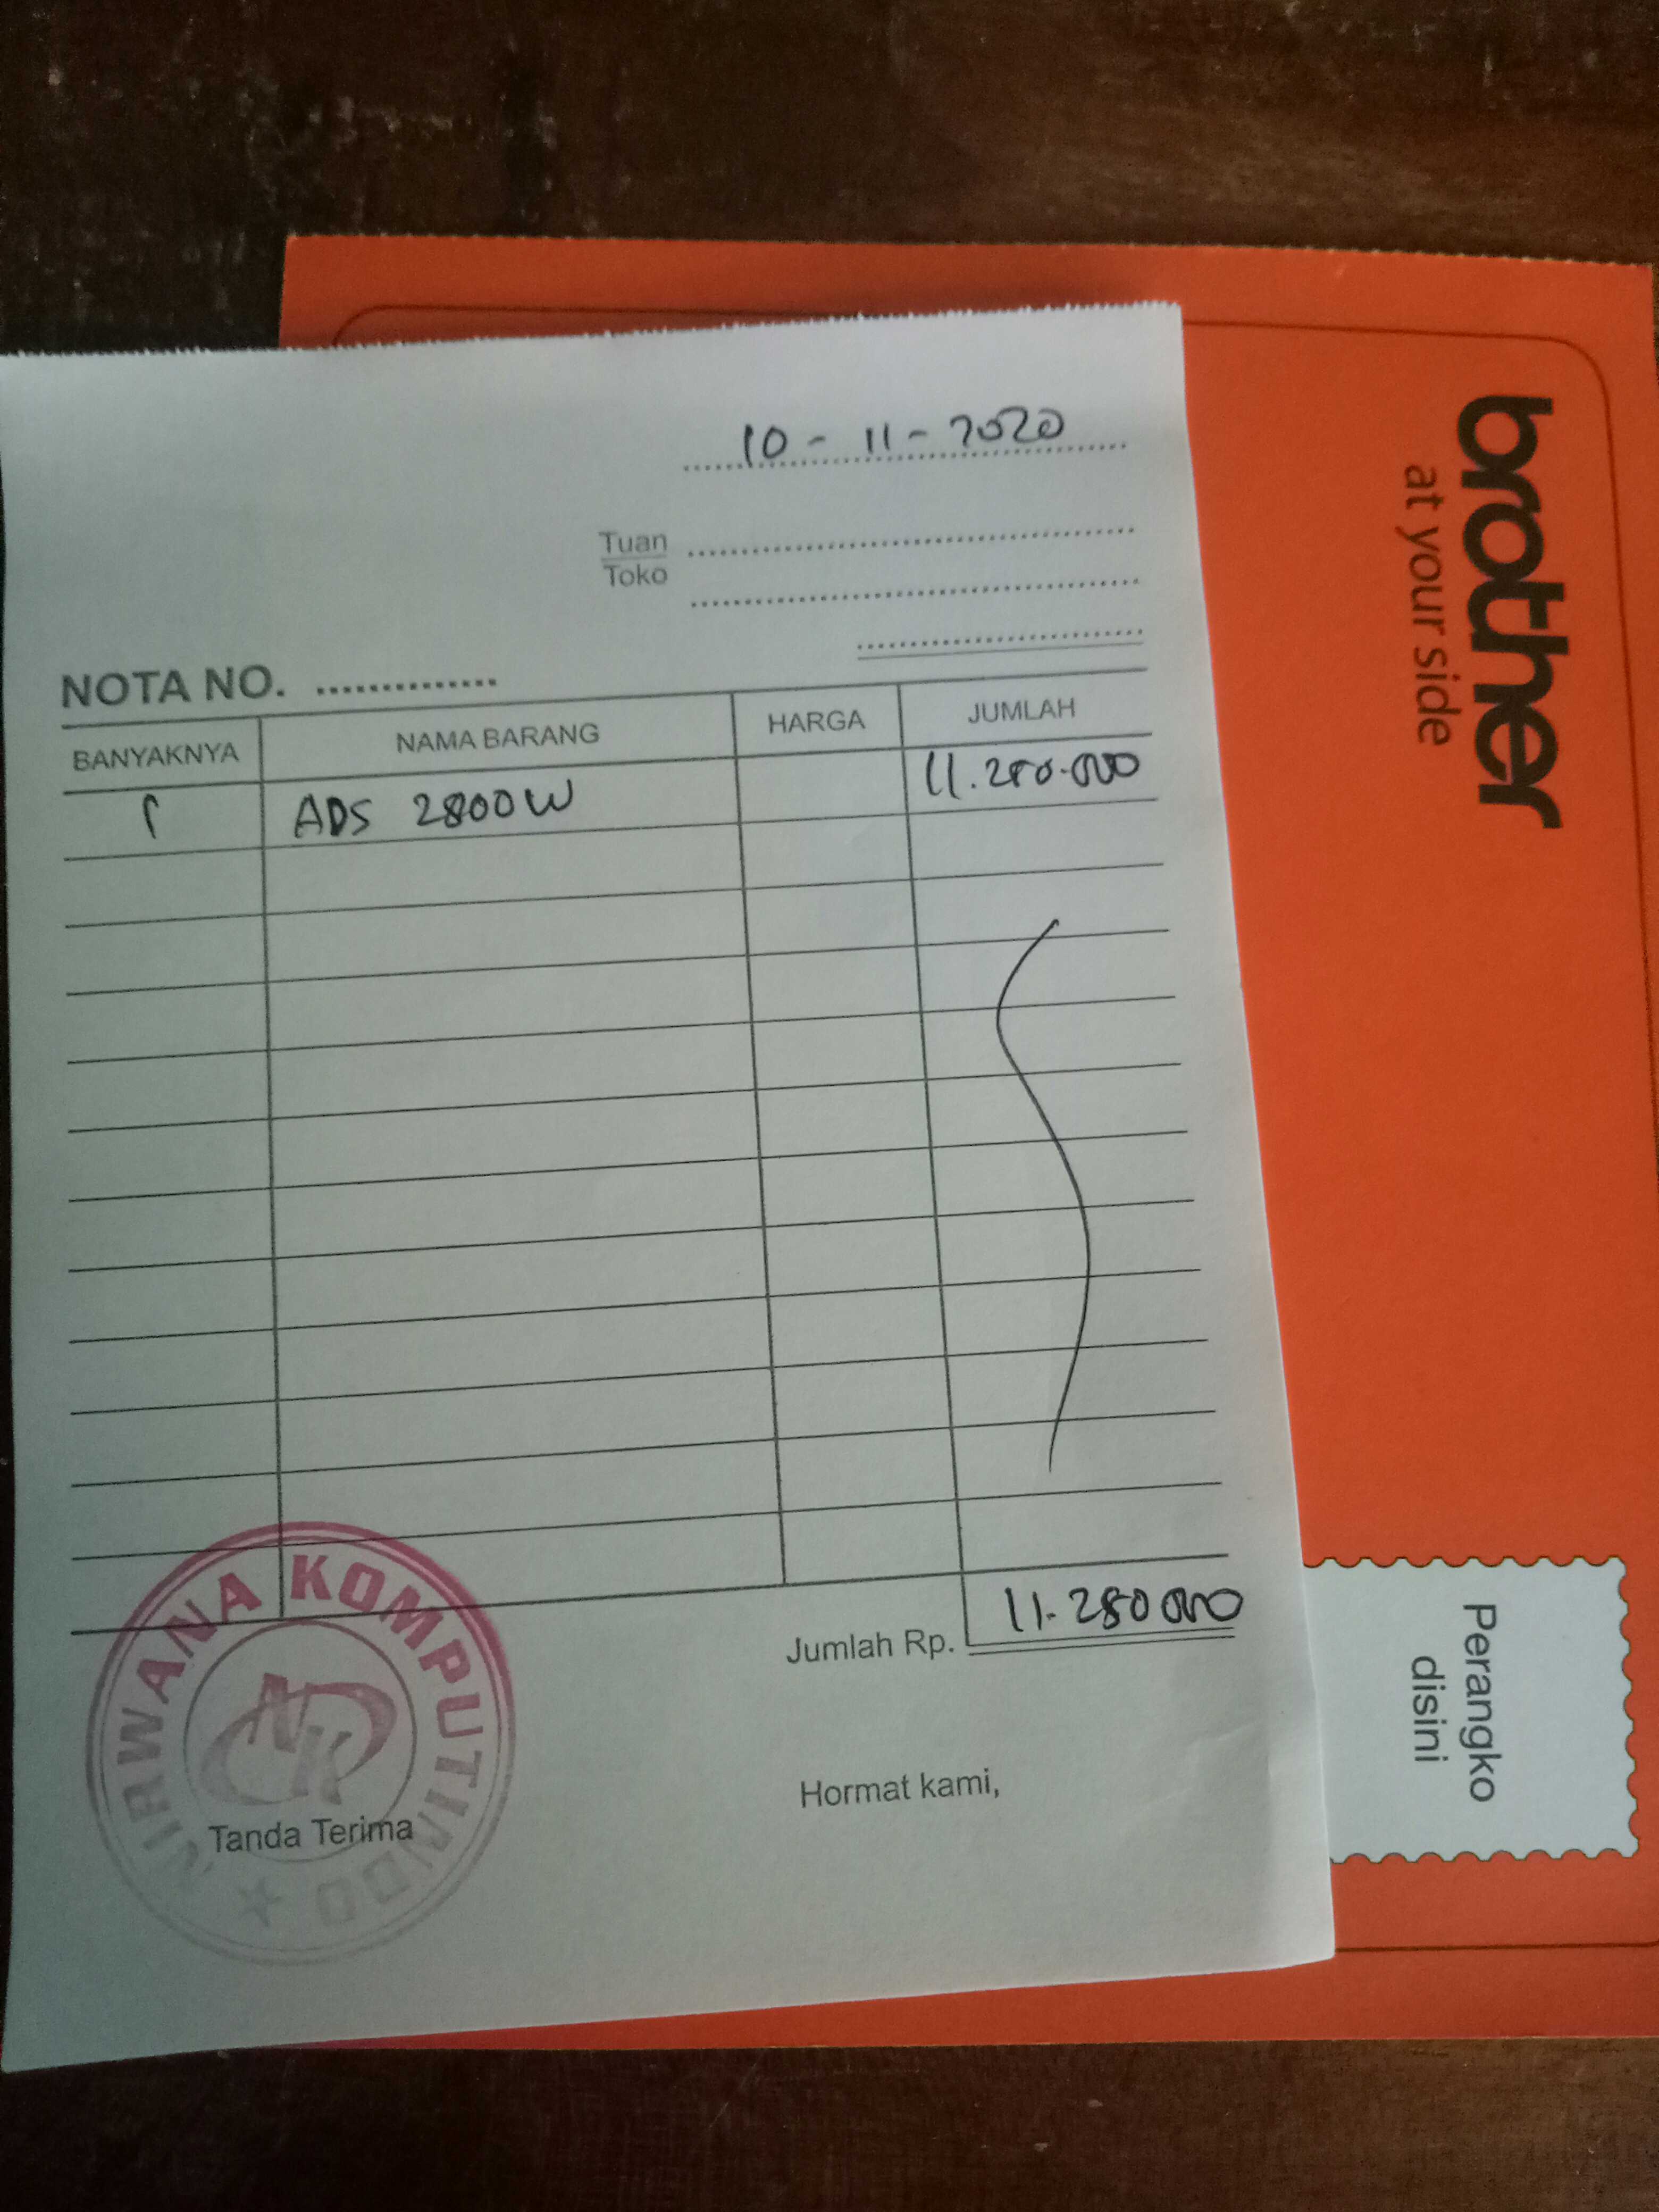 10 - 11 - 2020
Tuan
Toko
NOTA NO. ...............
BANYAKNYA NAMA BARANG HARGA JUMLAH
1 ADS 2800W 11.280.000
Jumlah Rp. 11.280000
NIRWANA KOMPUTINDO
NK
Tanda Terima
Hormat kami,
brother
at your side
Perangko
disini